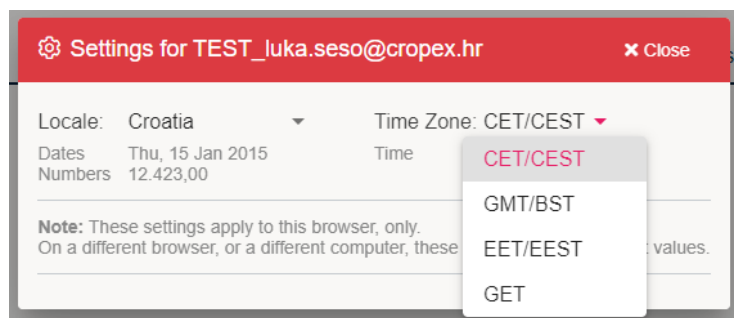 Settings for TEST_luka.seso@cropex.hr
Close
Locale: Croatia
Time Zone: CET/CEST
Dates Thu, 15 Jan 2015
Time
Numbers 12.423,00
CET/CEST
GMT/BST
EET/EEST
GET
Note: These settings apply to this browser, only.
On a different browser, or a different computer, these
values.